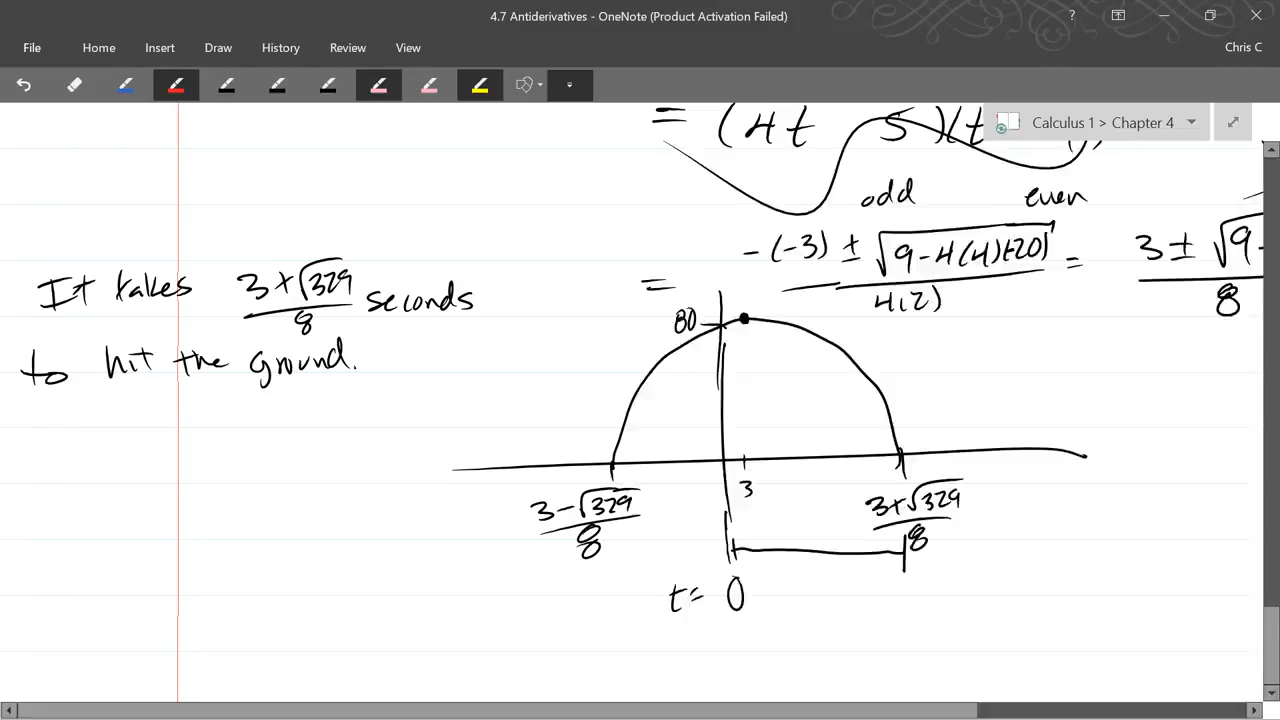 4.7 Antiderivatives - OneNote (Product Activation Failed)
?
File Home Insert Draw History Review View
Chris C
Calculus 1 > Chapter 4
= (4t 5)(t
odd even
= -(-3) ± √9-4(4)(-20) / 4(2) = 3 ± √9- / 8
It takes 3+√329 / 8 seconds
to hit the ground.
80
3
3-√329 / 8
3+√329 / 8
t= 0